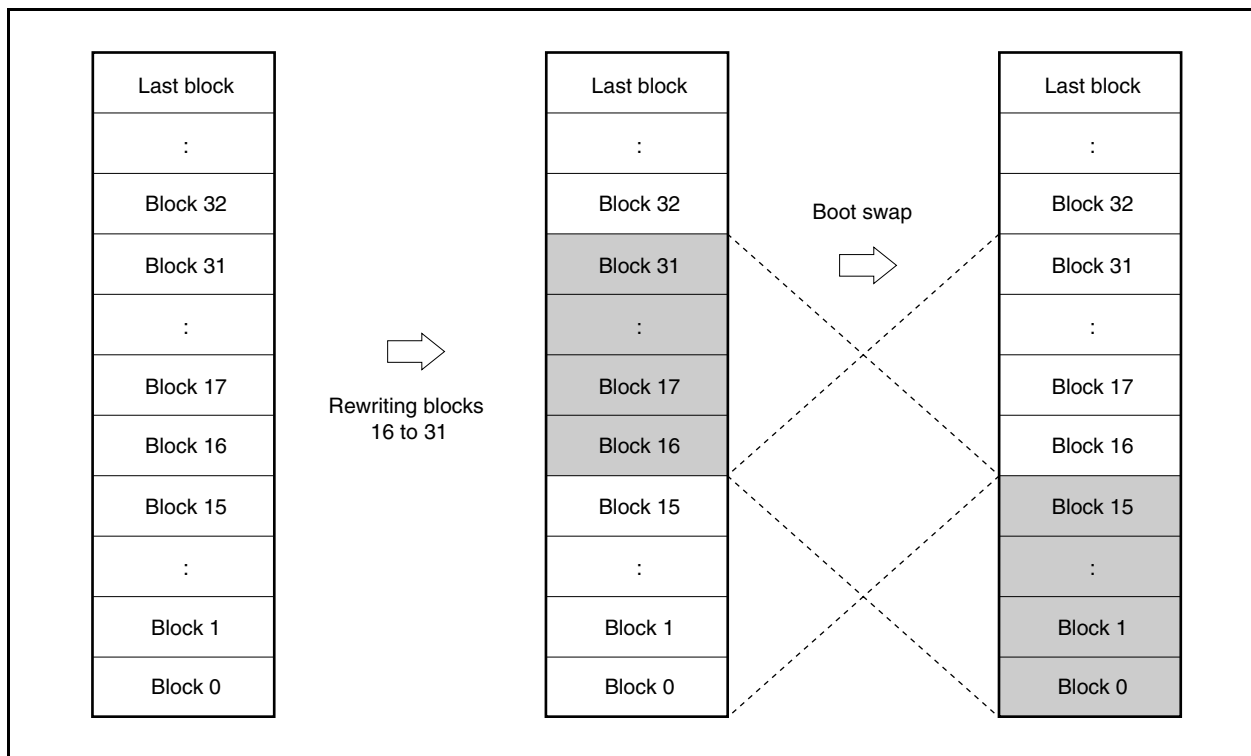 Last block
:
Block 32
Block 31
:
Block 17
Block 16
Block 15
:
Block 1
Block 0
Rewriting blocks
16 to 31
Last block
:
Block 32
Block 31
:
Block 17
Block 16
Block 15
:
Block 1
Block 0
Boot swap
Last block
:
Block 32
Block 31
:
Block 17
Block 16
Block 15
:
Block 1
Block 0